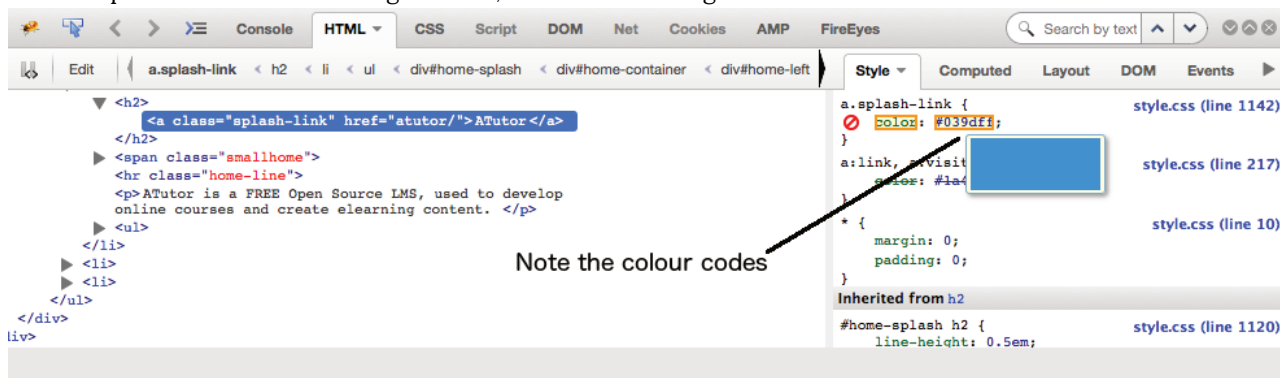 Console HTML CSS Script DOM Net Cookies AMP FireEyes Search by text
Edit a.splash-link < h2 < li < ul < div#home-splash < div#home-container < div#home-left Style Computed Layout DOM Events
<h2>
<a class="splash-link" href="atutor/">ATutor</a>
</h2>
<span class="smallhome">
<hr class="home-line">
<p>ATutor is a FREE Open Source LMS, used to develop
online courses and create elearning content. </p>
<ul>
</li>
<li>
<li>
</ul>
</div>
div>
Note the colour codes
a.splash-link { style.css (line 1142)
color: #039dff;
}
a:link, a:visit style.css (line 217)
color: #1a4
}
* { style.css (line 10)
margin: 0;
padding: 0;
}
Inherited from h2
#home-splash h2 { style.css (line 1120)
line-height: 0.5em;